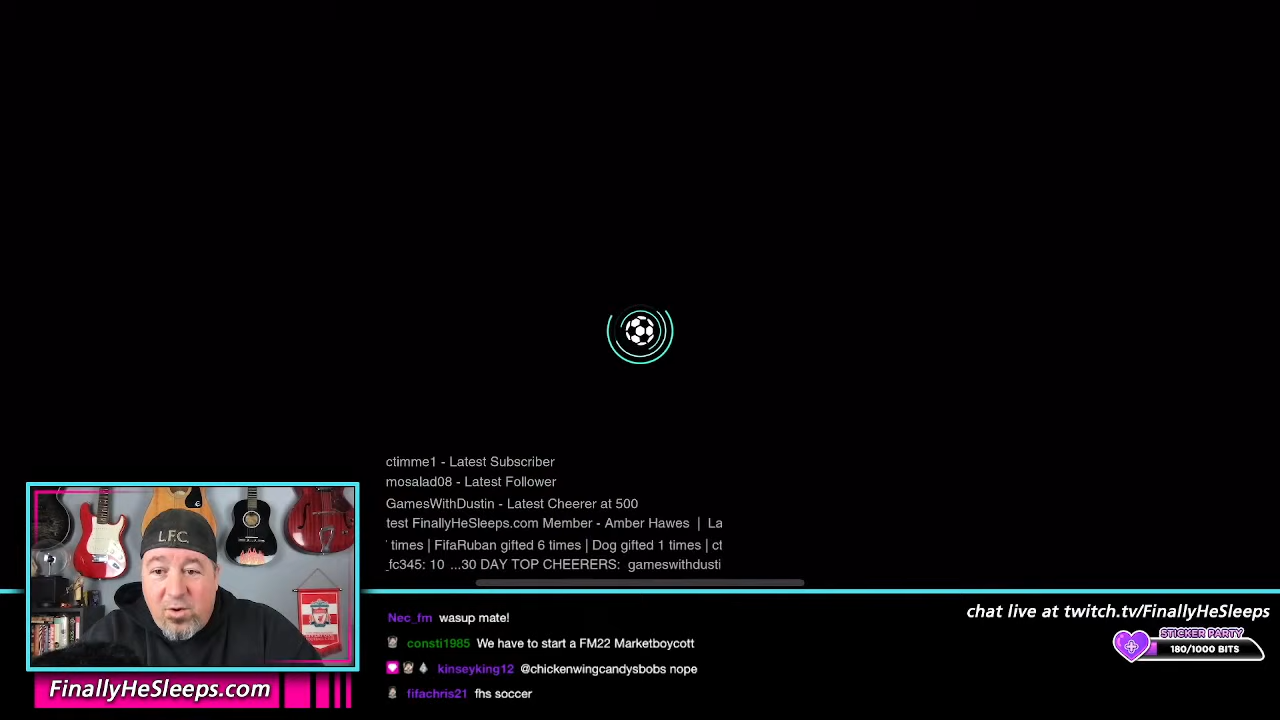 ctimme1 - Latest Subscriber
mosalad08 - Latest Follower
GamesWithDustin - Latest Cheerer at 500
test FinallyHeSleeps.com Member - Amber Hawes | La
times | FifaRuban gifted 6 times | Dog gifted 1 times | ct
_fc345: 10 ...30 DAY TOP CHEERERS: gameswithdusti
L.F.C.
FinallyHeSleeps.com
Nec_fm wasup mate!
consti1985 We have to start a FM22 Marketboycott
kinseyking12 @chickenwingcandysbobs nope
fifachris21 fhs soccer
chat live at twitch.tv/FinallyHeSleeps
STICKER PARTY
180/1000 BITS